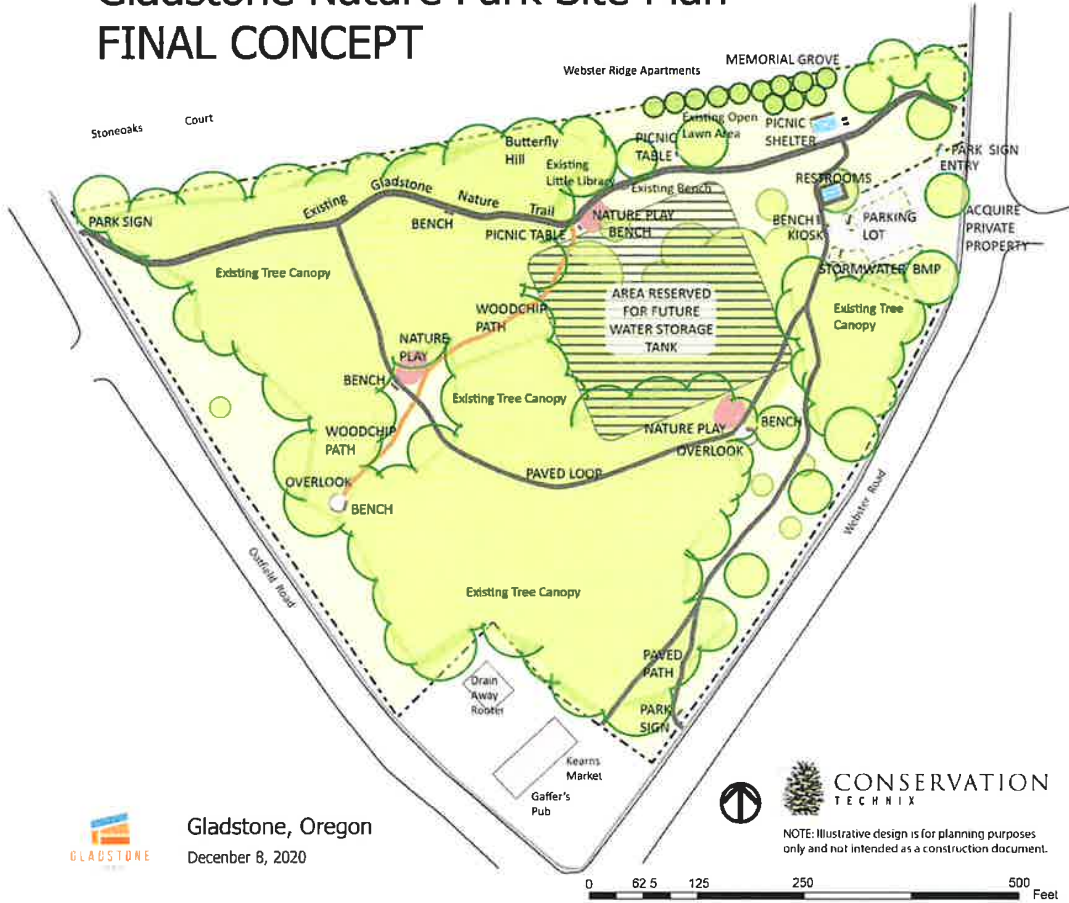 Gladstone Nature Park Site Plan
FINAL CONCEPT
Webster Ridge Apartments
MEMORIAL GROVE
Stoneoaks Court
Existing Open
Lawn Area
PICNIC
SHELTER
Butterfly
Hill
PICNIC
TABLE
Existing
Little Library
PARK SIGN
ENTRY
RESTROOMS
Existing Bench
Existing Gladstone Nature Trail
PARK SIGN
BENCH
PICNIC TABLE
NATURE PLAY
BENCH
BENCH
KIOSK
PARKING
LOT
ACQUIRE
PRIVATE
PROPERTY
STORMWATER BMP
Existing Tree Canopy
AREA RESERVED
FOR FUTURE
WATER STORAGE
TANK
WOODCHIP
PATH
Existing Tree
Canopy
NATURE
PLAY
BENCH
Existing Tree Canopy
NATURE PLAY
BENCH
WOODCHIP
PATH
OVERLOOK
PAVED LOOP
OVERLOOK
BENCH
Webster Road
Oatfield Road
Existing Tree Canopy
PAVED
PATH
Drain
Away
Rooter
PARK
SIGN
Kearns
Market
Gaffer's
Pub
CONSERVATION
TECHNIX
NOTE: Illustrative design is for planning purposes
only and not intended as a construction document.
GLADSTONE
Gladstone, Oregon
Decenber 8, 2020
0 62 5 125 250 500
Feet